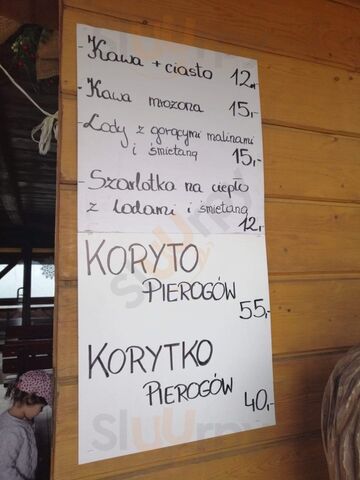 - Kawa + ciasto 12,-
- Kawa mrożona 15,-
- Lody z gorącymi malinami
i śmietaną 15,-
- Szarlotka na ciepło
z lodami i śmietaną
12,-
KORYTO
PIEROGÓW
55,-
KORYTKO
PIEROGÓW
40,-
Sluurpy